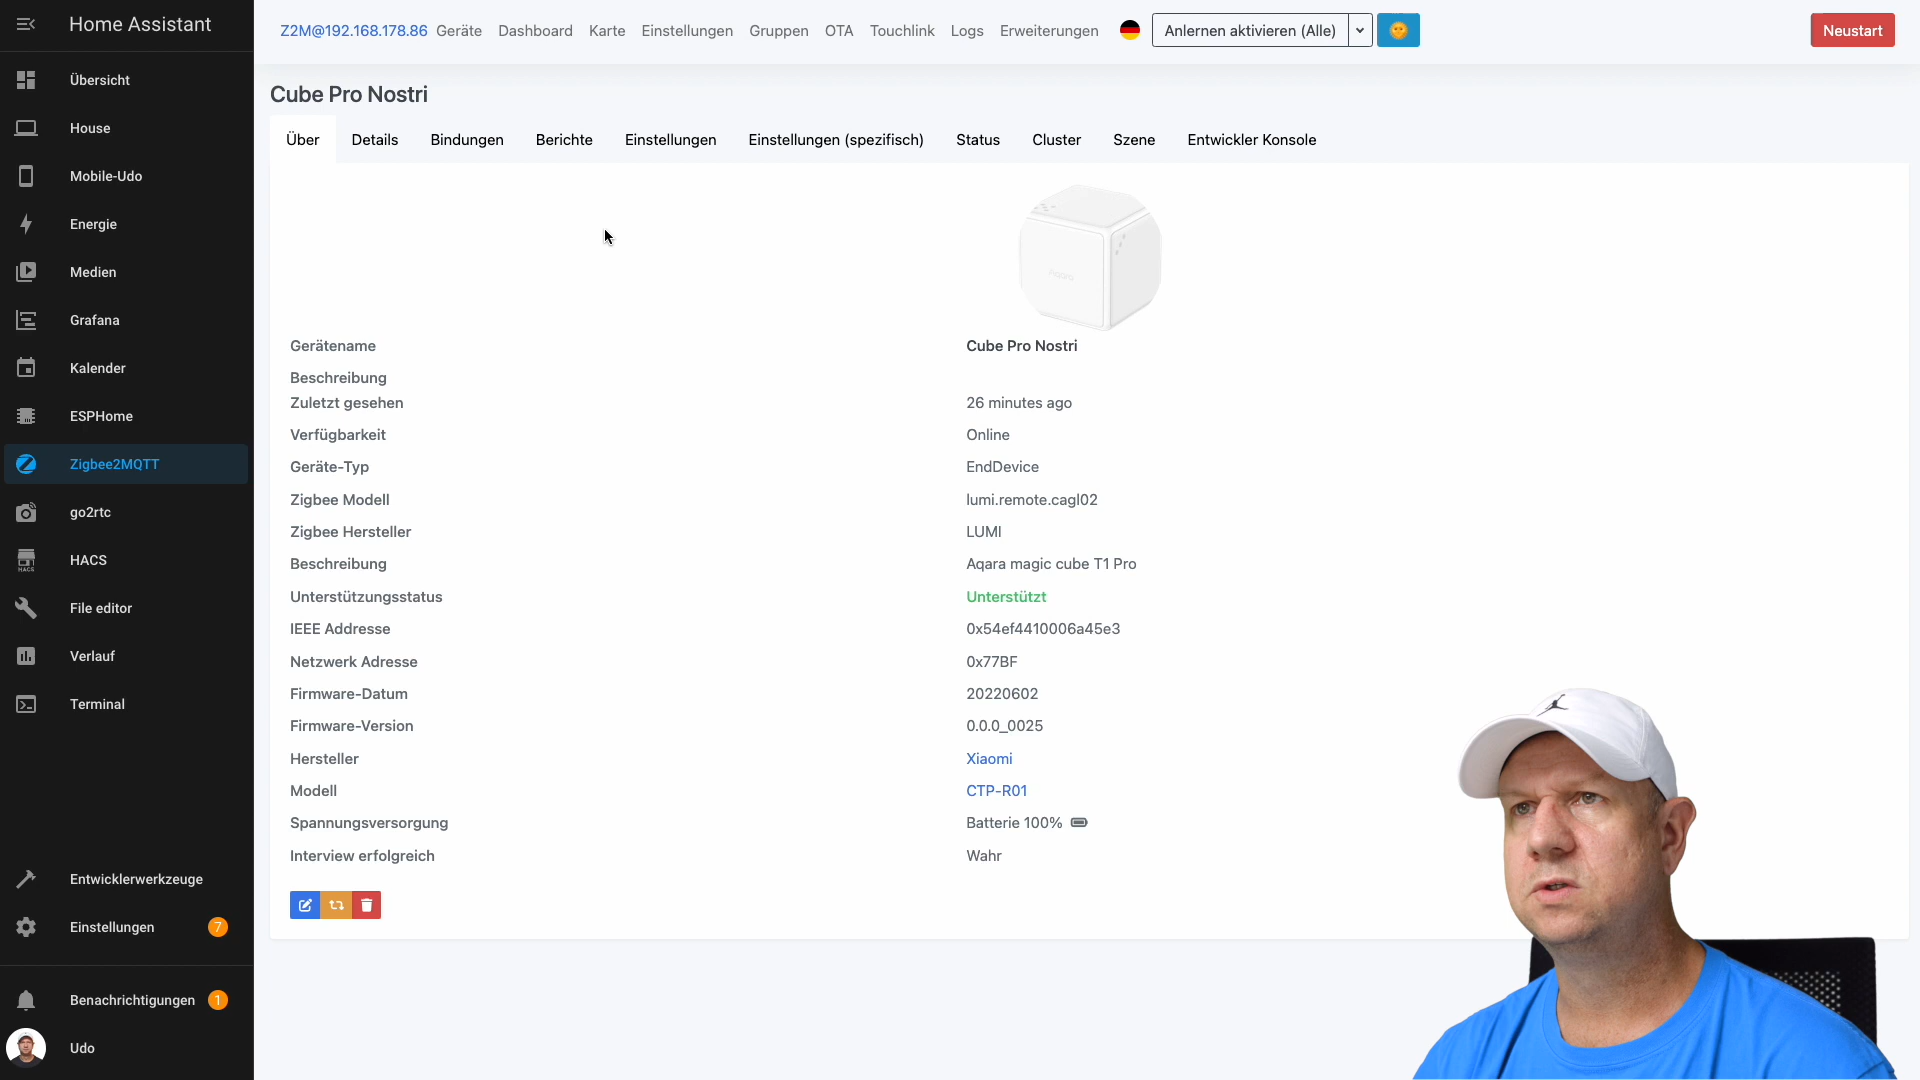 Home Assistant
Übersicht
House
Mobile-Udo
Energie
Medien
Grafana
Kalender
ESPHome
Zigbee2MQTT
go2rtc
HACS
HACS
File editor
Verlauf
Terminal
Entwicklerwerkzeuge
Einstellungen 7
Benachrichtigungen 1
Udo
Z2M@192.168.178.86 Geräte Dashboard Karte Einstellungen Gruppen OTA Touchlink Logs Erweiterungen Anlernen aktivieren (Alle) Neustart
Cube Pro Nostri
Über Details Bindungen Berichte Einstellungen Einstellungen (spezifisch) Status Cluster Szene Entwickler Konsole
Gerätename Cube Pro Nostri
Beschreibung
Zuletzt gesehen 26 minutes ago
Verfügbarkeit Online
Geräte-Typ EndDevice
Zigbee Modell lumi.remote.cagl02
Zigbee Hersteller LUMI
Beschreibung Aqara magic cube T1 Pro
Unterstützungsstatus Unterstützt
IEEE Addresse 0x54ef4410006a45e3
Netzwerk Adresse 0x77BF
Firmware-Datum 20220602
Firmware-Version 0.0.0_0025
Hersteller Xiaomi
Modell CTP-R01
Spannungsversorgung Batterie 100%
Interview erfolgreich Wahr